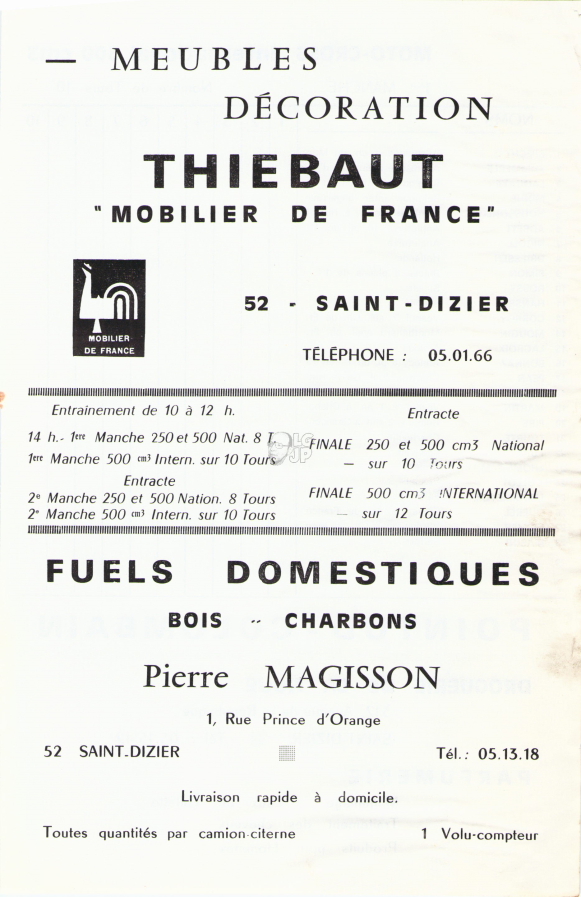 — MEUBLES
DÉCORATION
THIEBAUT
"MOBILIER DE FRANCE"
MOBILIER
DE FRANCE
52 - SAINT-DIZIER
TÉLÉPHONE : 05.01.66
Entrainement de 10 à 12 h.
14 h.- 1ere Manche 250 et 500 Nat. 8 T.
1ere Manche 500 cm3 Intern. sur 10 Tours
Entracte
2e Manche 250 et 500 Nation. 8 Tours
2e Manche 500 cm3 Intern. sur 10 Tours
Entracte
FINALE 250 et 500 cm3 National
— sur 10 Tours
FINALE 500 cm3 INTERNATIONAL
— sur 12 Tours
LG
JP
FUELS DOMESTIQUES
BOIS -- CHARBONS
Pierre MAGISSON
1, Rue Prince d'Orange
52 SAINT-DIZIER Tél.: 05.13.18
Livraison rapide à domicile.
Toutes quantités par camion-citerne 1 Volu-compteur